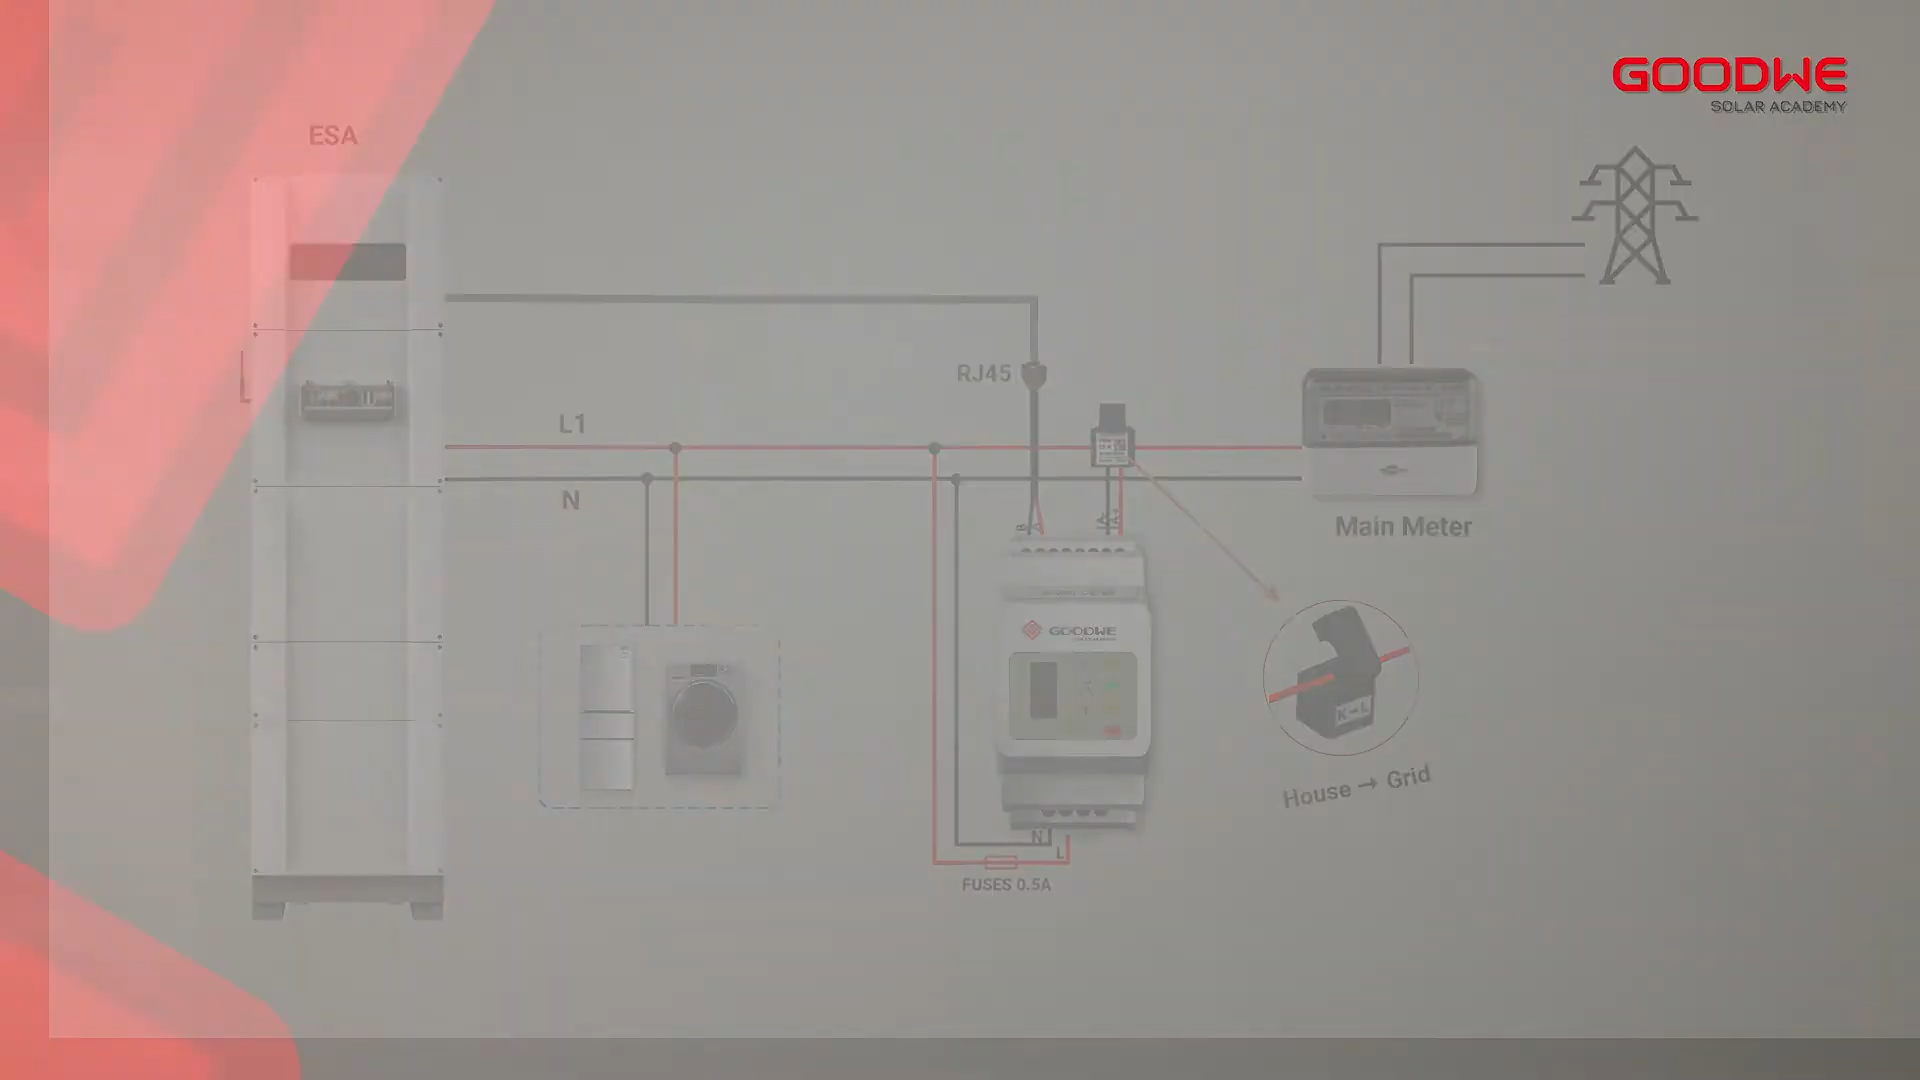 GOODWE
SOLAR ACADEMY
ESA
RJ45
L1
N
B
A
Main Meter
GOODWE
K→L
House → Grid
N
L
FUSES 0.5A